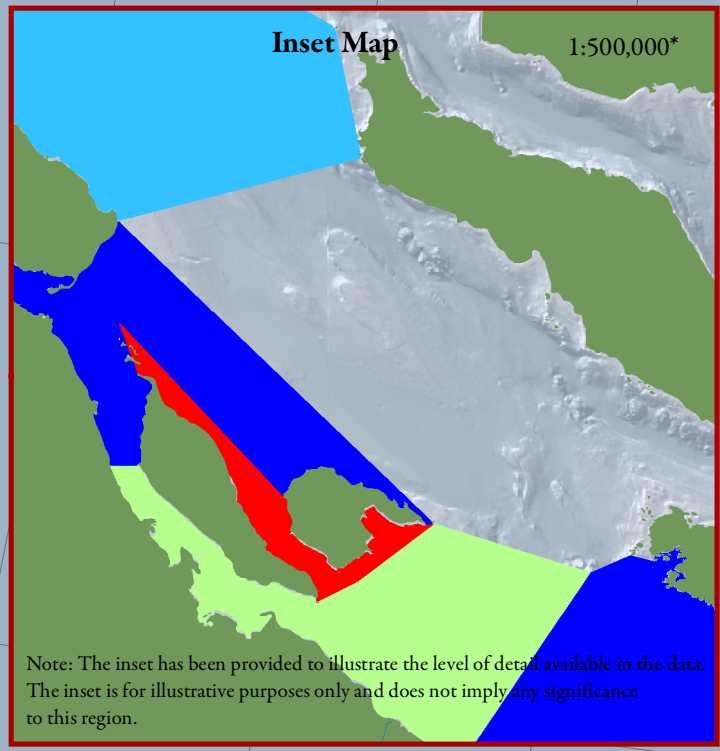 Inset Map
1:500,000*
Note: The inset has been provided to illustrate the level of detail available in the data.
The inset is for illustrative purposes only and does not imply any significance
to this region.